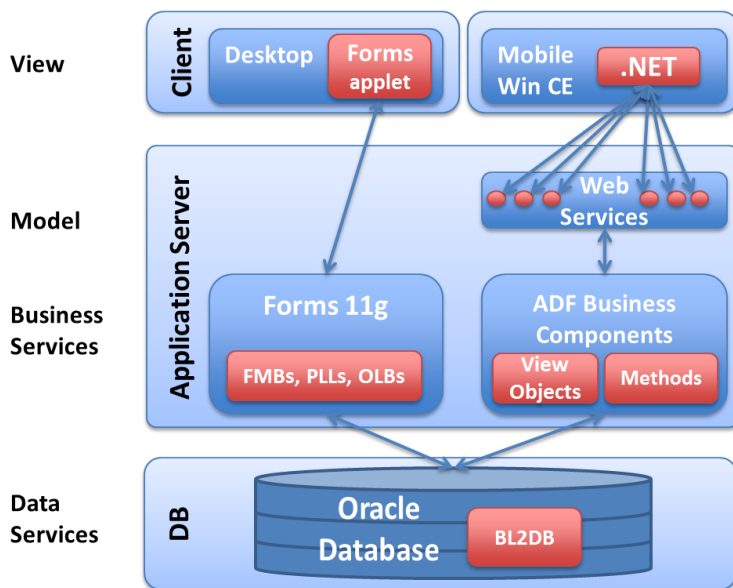 View
Client
Desktop
Forms
applet
Mobile
Win CE
.NET
Model
Application Server
Web
Services
Business
Services
Forms 11g
FMBs, PLLs, OLBs
ADF Business
Components
View
Objects
Methods
Data
Services
DB
Oracle
Database
BL2DB